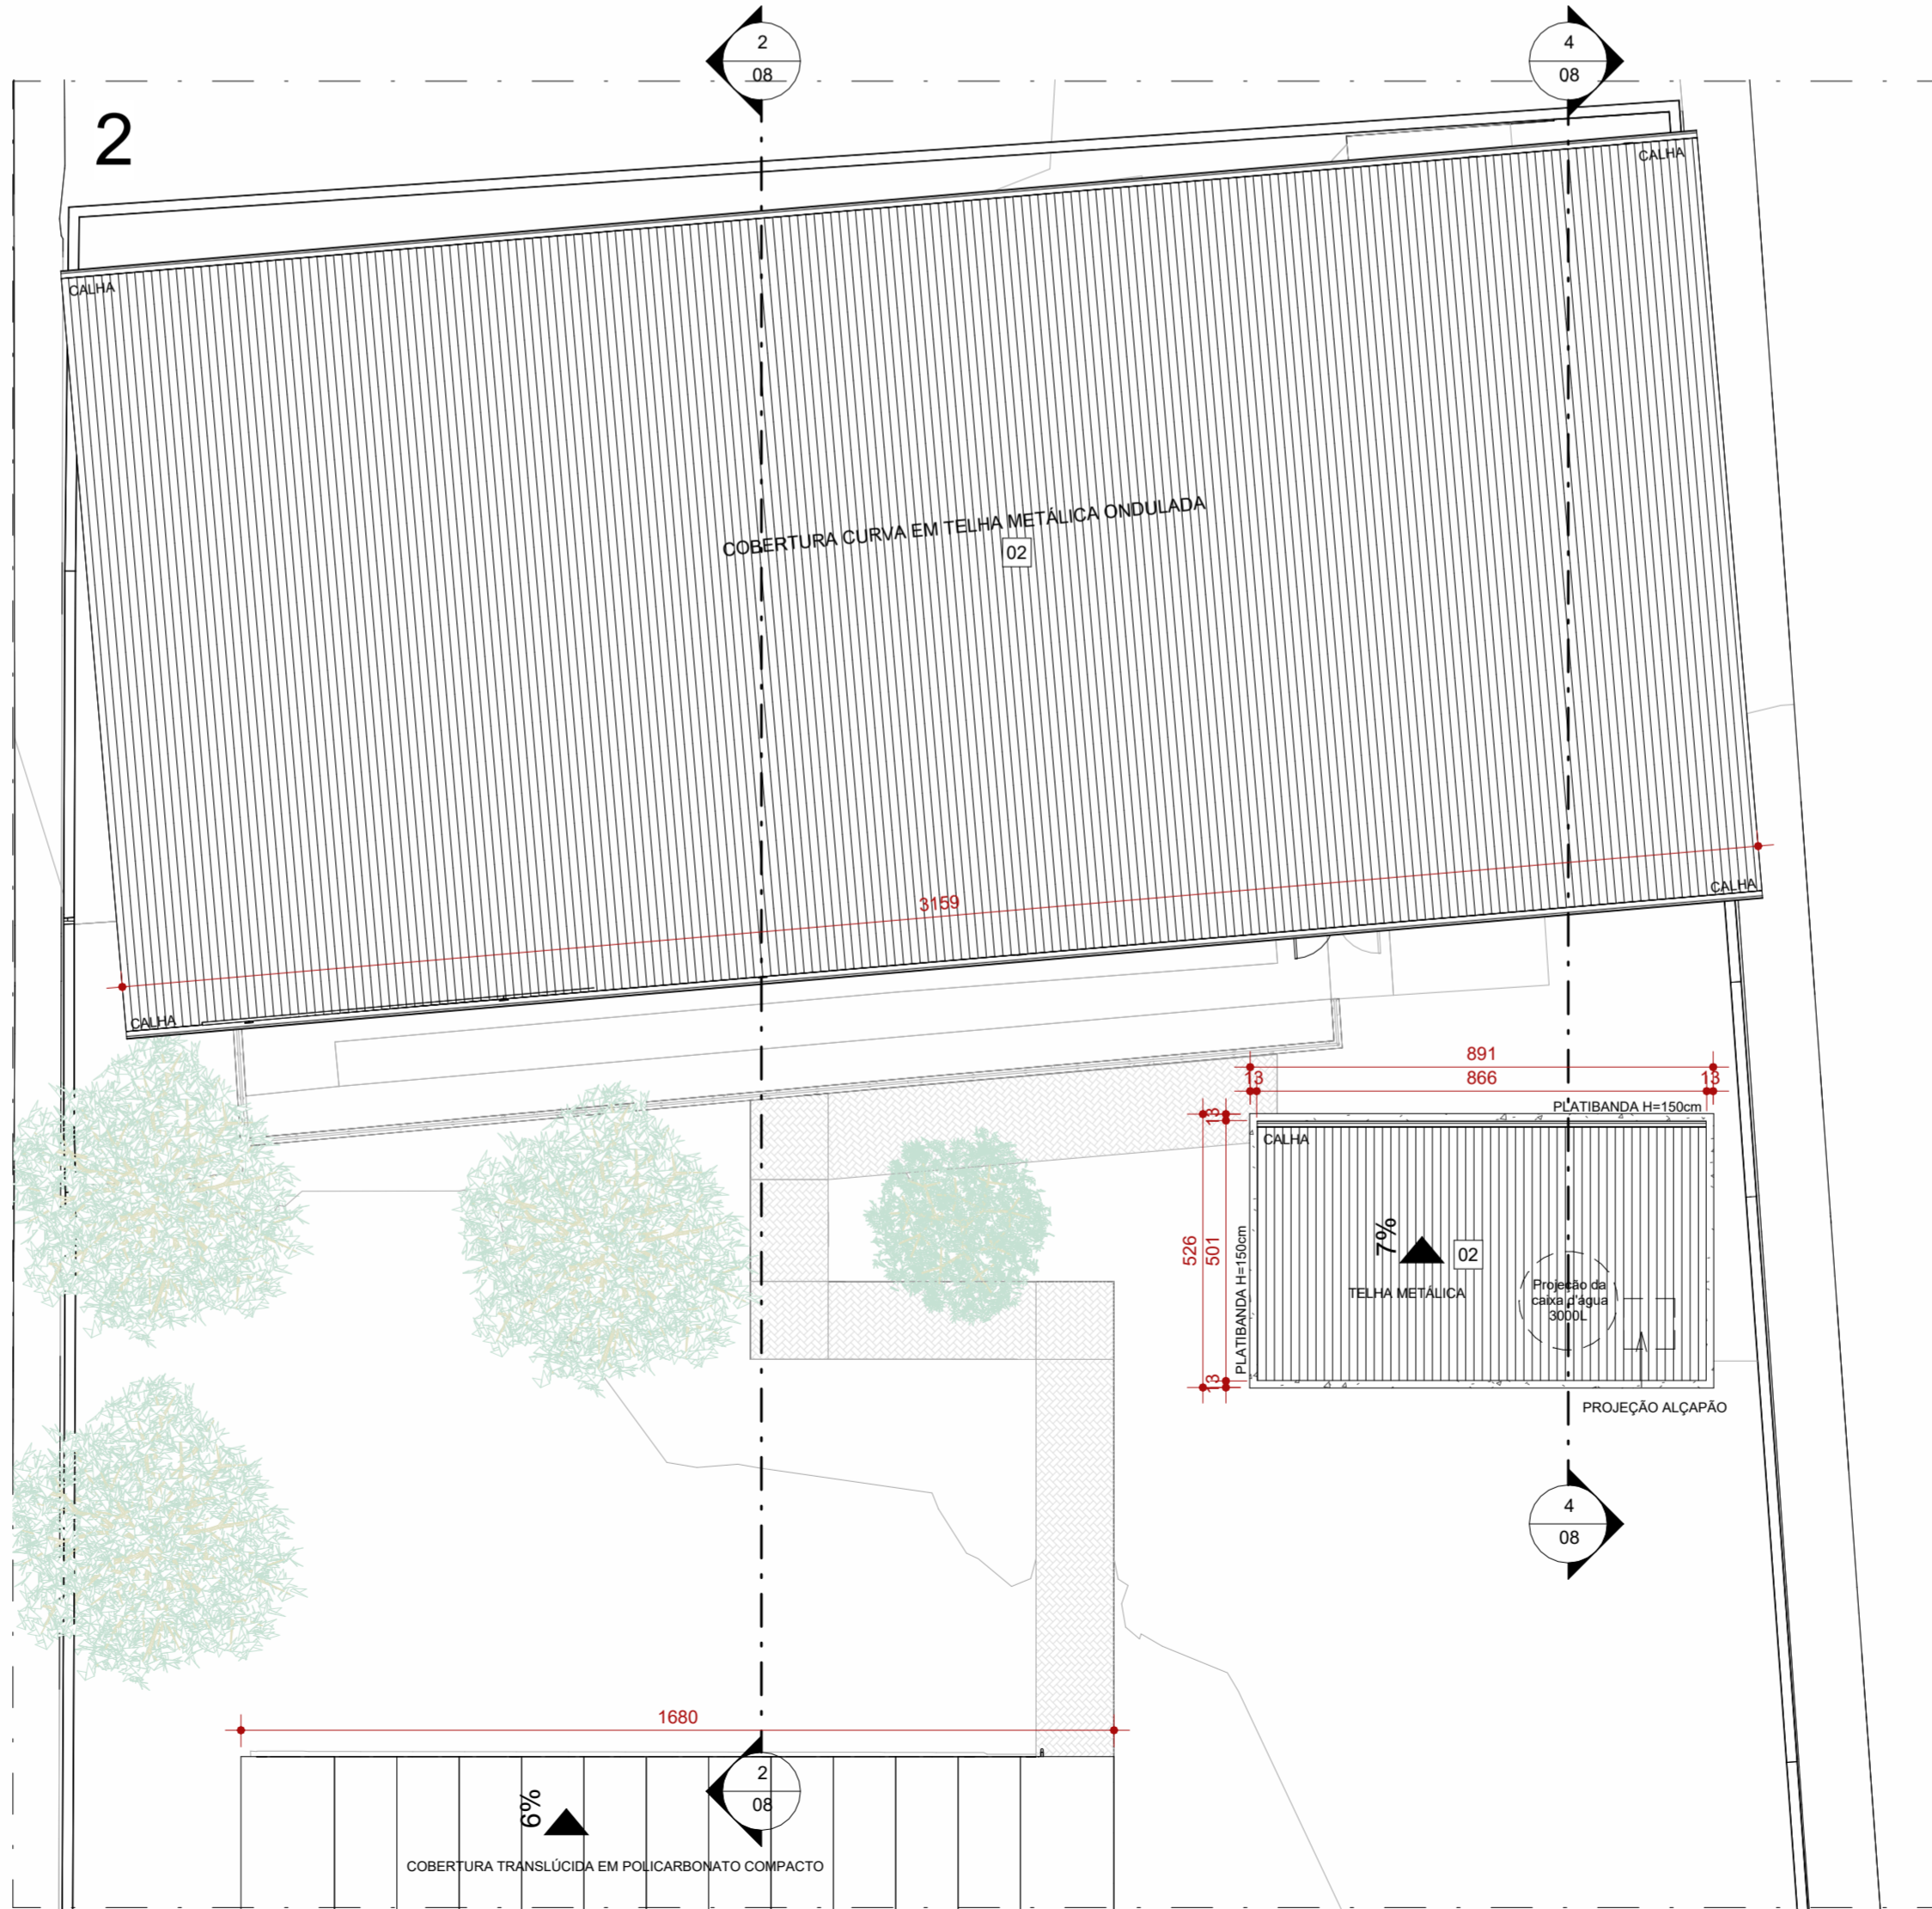 2
08
4
08
2
CALHA
CALHA
COBERTURA CURVA EM TELHA METÁLICA ONDULADA
02
3159
CALHA
CALHA
891
13
866
13
PLATIBANDA H=150cm
13
CALHA
526
501
PLATIBANDA H=150cm
7%
02
TELHA METÁLICA
Projeção da
caixa d'água
3000L
13
PROJEÇÃO ALÇAPÃO
4
08
1680
2
08
6%
COBERTURA TRANSLÚCIDA EM POLICARBONATO COMPACTO